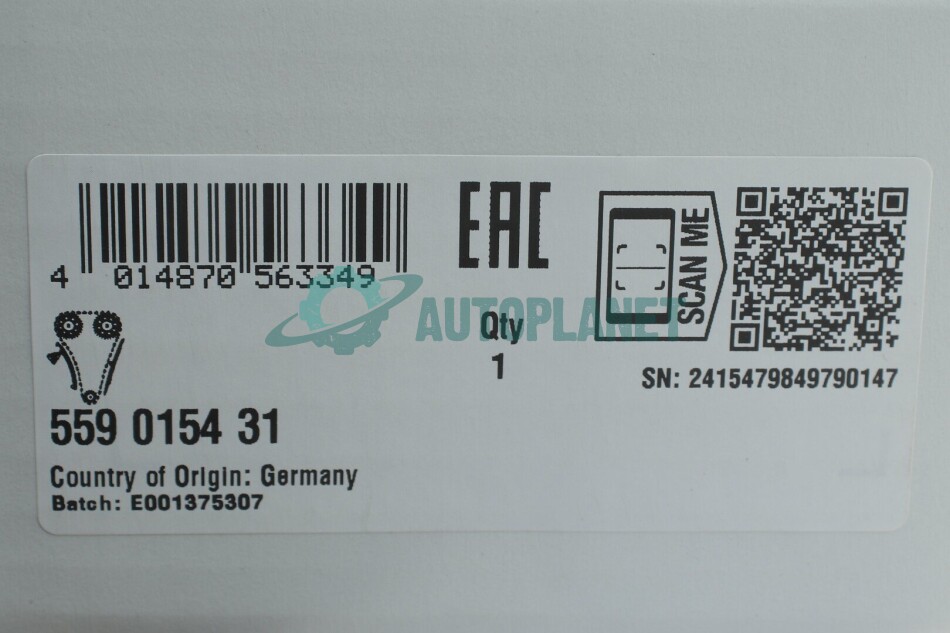 4 014870 563349
EAC
SCAN ME
AUTOPLANET
Qty
1
SN: 2415479849790147
559 0154 31
Country of Origin: Germany
Batch: E001375307